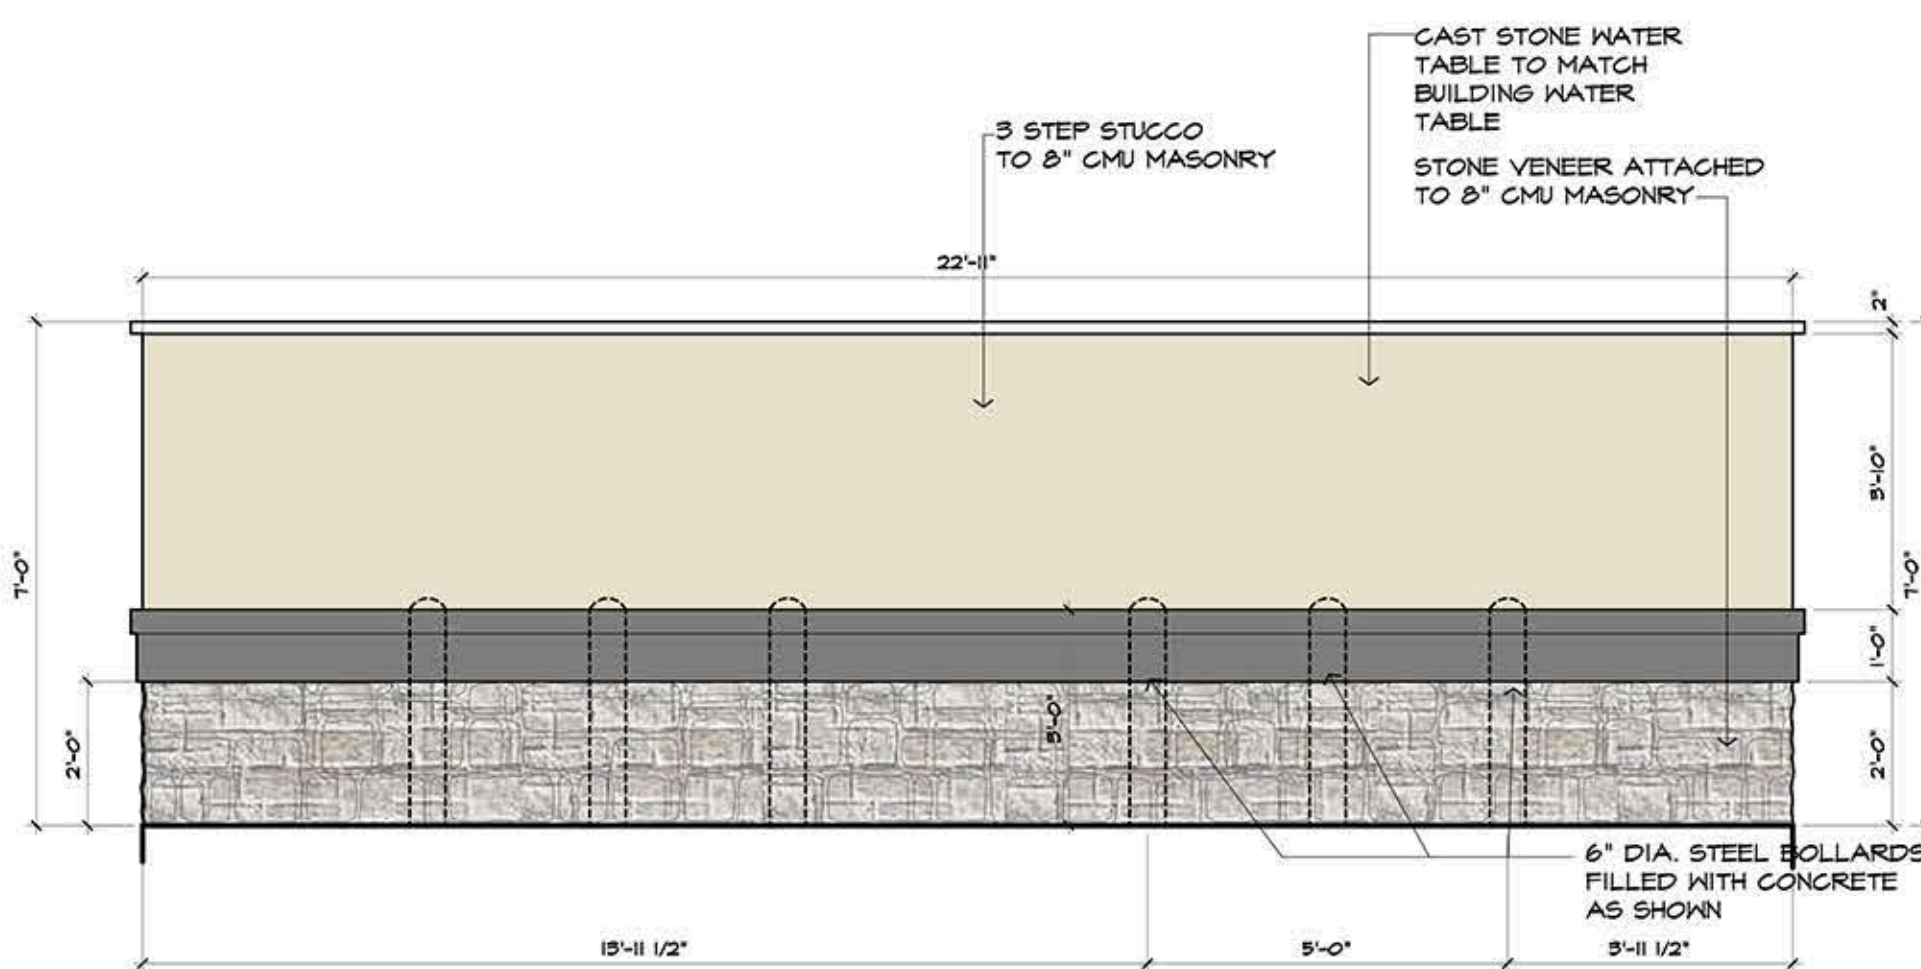 CAST STONE WATER
TABLE TO MATCH
BUILDING WATER
TABLE
3 STEP STUCCO
TO 8" CMU MASONRY
STONE VENEER ATTACHED
TO 8" CMU MASONRY
22'-11"
2"
3'-10"
7'-0"
7'-0"
1'-0"
3'-0"
2'-0"
2'-0"
6" DIA. STEEL BOLLARDS
FILLED WITH CONCRETE
AS SHOWN
13'-11 1/2"
5'-0"
3'-11 1/2"